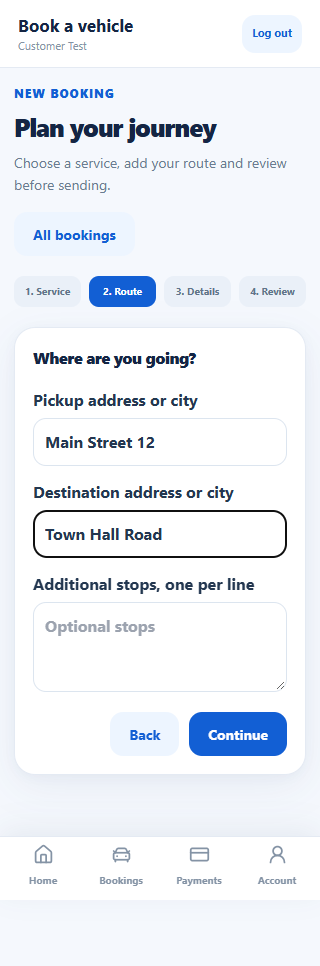 Book a vehicle
Customer Test
Log out
NEW BOOKING
Plan your journey
Choose a service, add your route and review
before sending.
All bookings
1. Service
2. Route
3. Details
4. Review
Where are you going?
Pickup address or city
Main Street 12
Destination address or city
Town Hall Road
Additional stops, one per line
Optional stops
Back
Continue
Home
Bookings
Payments
Account